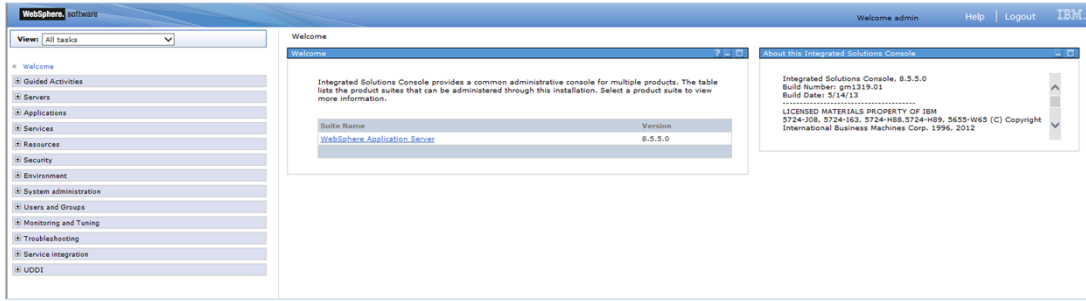 WebSphere. software
Welcome admin
Help | Logout
IBM.
View: All tasks
Welcome
Guided Activities
Servers
Applications
Services
Resources
Security
Environment
System administration
Users and Groups
Monitoring and Tuning
Troubleshooting
Service integration
UDDI
Welcome
Welcome
Integrated Solutions Console provides a common administrative console for multiple products. The table
lists the product suites that can be administered through this installation. Select a product suite to view
more information.
Suite Name Version
WebSphere Application Server 8.5.5.0
About this Integrated Solutions Console
Integrated Solutions Console, 8.5.5.0
Build Number: gm1319.01
Build Date: 5/14/13
----------------------------------------
LICENSED MATERIALS PROPERTY OF IBM
5724-J08, 5724-I63, 5724-H88,5724-H89, 5655-W65 (C) Copyright
International Business Machines Corp. 1996, 2012